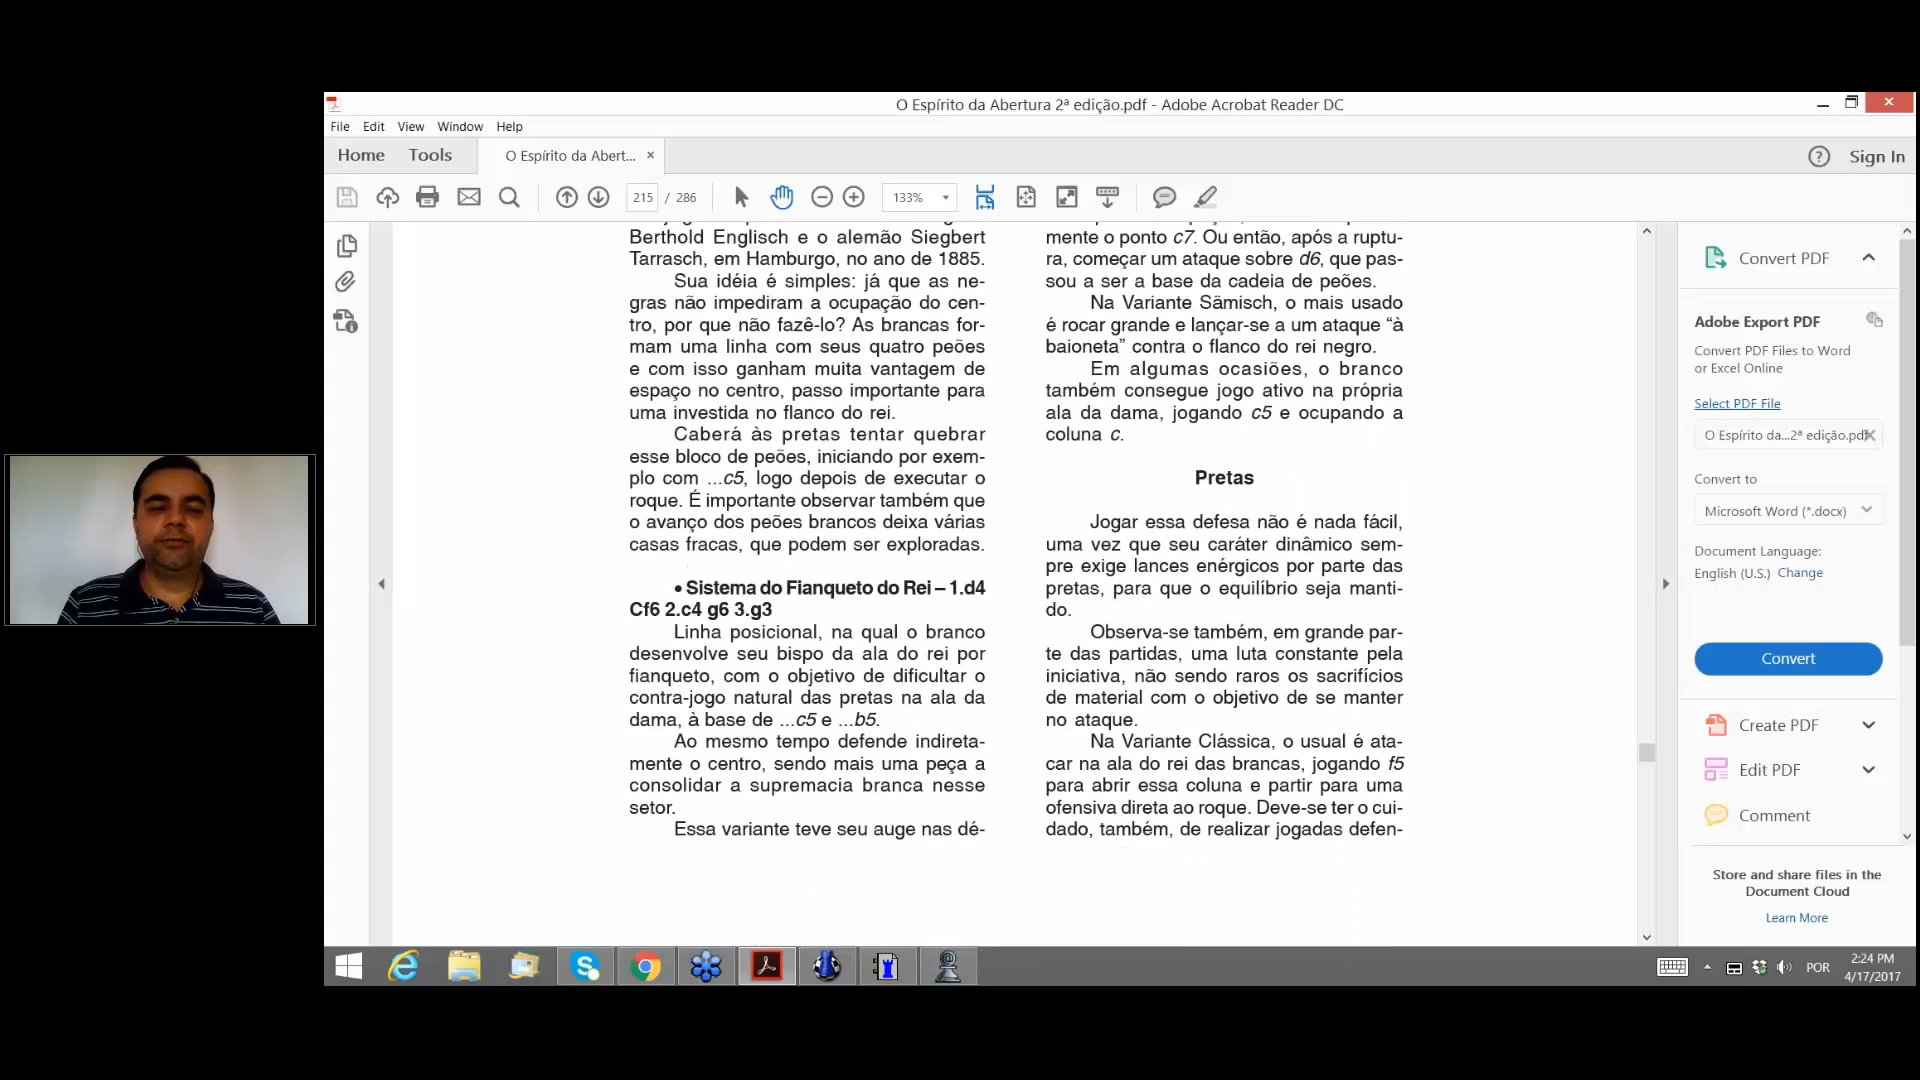 O Espírito da Abertura 2ª edição.pdf - Adobe Acrobat Reader DC
File Edit View Window Help
Home Tools O Espírito da Abert... × Sign In
215 / 286 133%
Berthold Englisch e o alemão Siegbert
Tarrasch, em Hamburgo, no ano de 1885.
Sua idéia é simples: já que as ne-
gras não impediram a ocupação do cen-
tro, por que não fazê-lo? As brancas for-
mam uma linha com seus quatro peões
e com isso ganham muita vantagem de
espaço no centro, passo importante para
uma investida no flanco do rei.
Caberá às pretas tentar quebrar
esse bloco de peões, iniciando por exem-
plo com ...c5, logo depois de executar o
roque. É importante observar também que
o avanço dos peões brancos deixa várias
casas fracas, que podem ser exploradas.
• Sistema do Fianqueto do Rei – 1.d4
Cf6 2.c4 g6 3.g3
Linha posicional, na qual o branco
desenvolve seu bispo da ala do rei por
fianqueto, com o objetivo de dificultar o
contra-jogo natural das pretas na ala da
dama, à base de ...c5 e ...b5.
Ao mesmo tempo defende indireta-
mente o centro, sendo mais uma peça a
consolidar a supremacia branca nesse
setor.
Essa variante teve seu auge nas dé-
mente o ponto c7. Ou então, após a ruptu-
ra, começar um ataque sobre d6, que pas-
sou a ser a base da cadeia de peões.
Na Variante Sämisch, o mais usado
é rocar grande e lançar-se a um ataque “à
baioneta” contra o flanco do rei negro.
Em algumas ocasiões, o branco
também consegue jogo ativo na própria
ala da dama, jogando c5 e ocupando a
coluna c.
Pretas
Jogar essa defesa não é nada fácil,
uma vez que seu caráter dinâmico sem-
pre exige lances enérgicos por parte das
pretas, para que o equilíbrio seja manti-
do.
Observa-se também, em grande par-
te das partidas, uma luta constante pela
iniciativa, não sendo raros os sacrifícios
de material com o objetivo de se manter
no ataque.
Na Variante Clássica, o usual é ata-
car na ala do rei das brancas, jogando f5
para abrir essa coluna e partir para uma
ofensiva direta ao roque. Deve-se ter o cui-
dado, também, de realizar jogadas defen-
Convert PDF
Adobe Export PDF
Convert PDF Files to Word
or Excel Online
Select PDF File
O Espírito da...2ª edição.pdf
Convert to
Microsoft Word (*.docx)
Document Language:
English (U.S.) Change
Convert
Create PDF
Edit PDF
Comment
Store and share files in the
Document Cloud
Learn More
POR
2:24 PM
4/17/2017